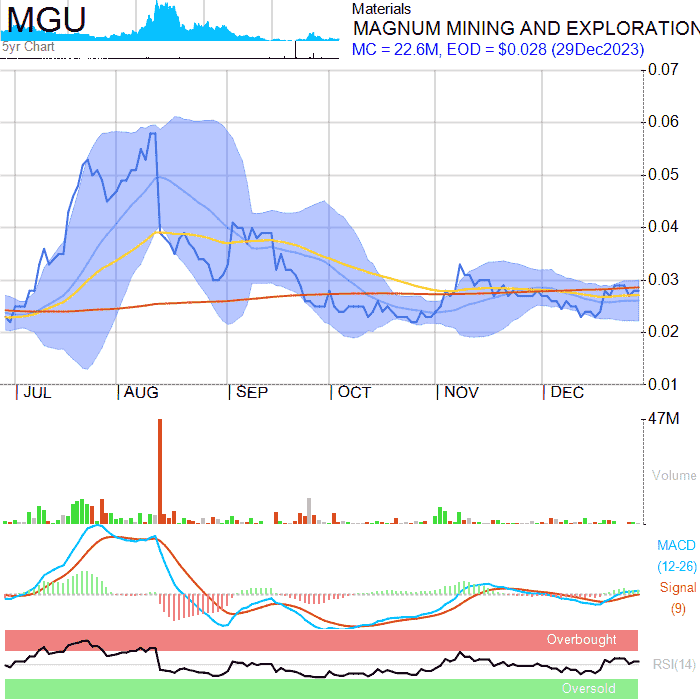 MGU
5yr Chart
Materials
MAGNUM MINING AND EXPLORATION
MC = 22.6M, EOD = $0.028 (29Dec2023)
0.07
0.06
0.05
0.04
0.03
0.02
0.01
JUL AUG SEP OCT NOV DEC
47M
Volume
MACD
(12-26)
Signal
(9)
Overbought
RSI(14)
Oversold